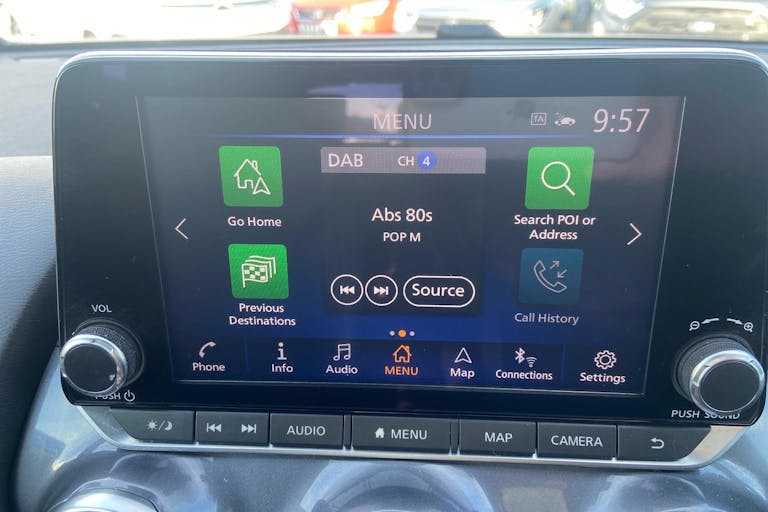 MENU
TA
9:57
DAB CH 4
Go Home
Abs 80s
POP M
Search POI or
Address
Previous
Destinations
Source
Call History
Phone
Info
Audio
MENU
Map
Connections
Settings
VOL
PUSH
PUSH SOUND
AUDIO
MENU
MAP
CAMERA